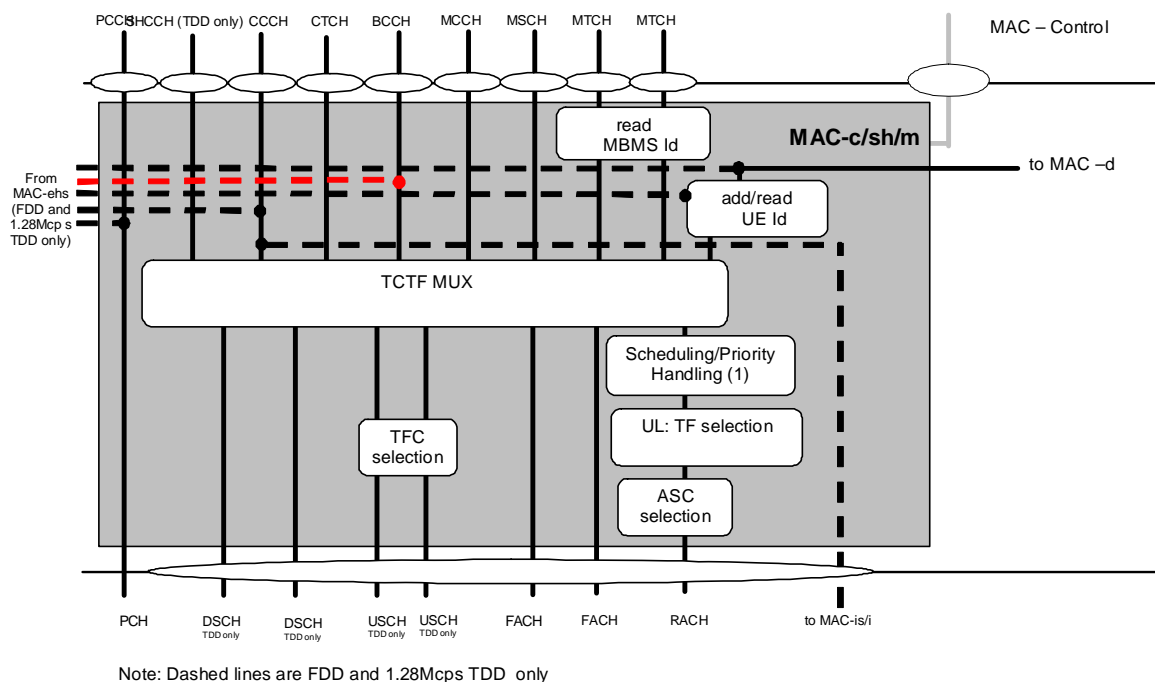 PCCH SHCCH (TDD only) CCCH CTCH BCCH MCCH MSCH MTCH MTCH
MAC – Control
read
MBMS Id
MAC-c/sh/m
From
MAC-ehs
(FDD and
1.28Mcp s
TDD only)
to MAC –d
add/read
UE Id
TCTF MUX
Scheduling/Priority
Handling (1)
UL: TF selection
TFC
selection
ASC
selection
PCH DSCH DSCH USCH USCH FACH FACH RACH to MAC-is/i
TDD only TDD only TDD only TDD only
Note: Dashed lines are FDD and 1.28Mcps TDD only